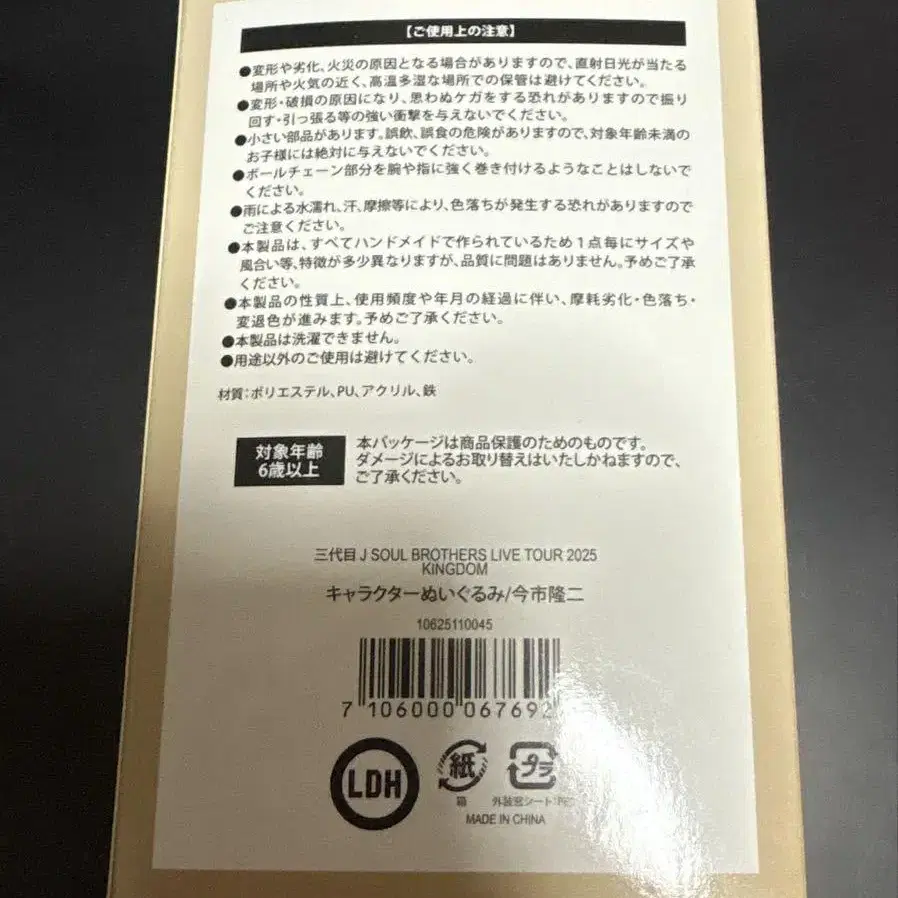 【ご使用上の注意】
●変形や劣化、火災の原因となる場合がありますので、直射日光が当たる
場所や火気の近く、高温多湿な場所での保管は避けてください。
●変形・破損の原因になり、思わぬケガをする恐れがありますので振り
回す・引っ張る等の強い衝撃を与えないでください。
●小さい部品があります。誤飲、誤食の危険がありますので、対象年齢未満の
お子様には絶対に与えないでください。
●ボールチェーン部分を腕や指に強く巻き付けるようなことはしないで
ください。
●雨による水濡れ、汗、摩擦等により、色落ちが発生する恐れがありますので
ご注意ください。
●本製品は、すべてハンドメイドで作られているため1点毎にサイズや
風合い等、特徴が多少異なりますが、品質に問題はありません。予めご了承
ください。
●本製品の性質上、使用頻度や年月の経過に伴い、摩耗劣化・色落ち・
変退色が進みます。予めご了承ください。
●本製品は洗濯できません。
●用途以外のご使用は避けてください。
材質:ポリエステル、PU、アクリル、鉄
対象年齢
6歳以上
本パッケージは商品保護のためのものです。
ダメージによるお取り替えはいたしかねますので、
ご了承ください。
三代目 J SOUL BROTHERS LIVE TOUR 2025
KINGDOM
キャラクターぬいぐるみ/今市隆二
10625110045
7 106000 067692
LDH
紙
プラ
箱
外装窓シート:
MADE IN CHINA